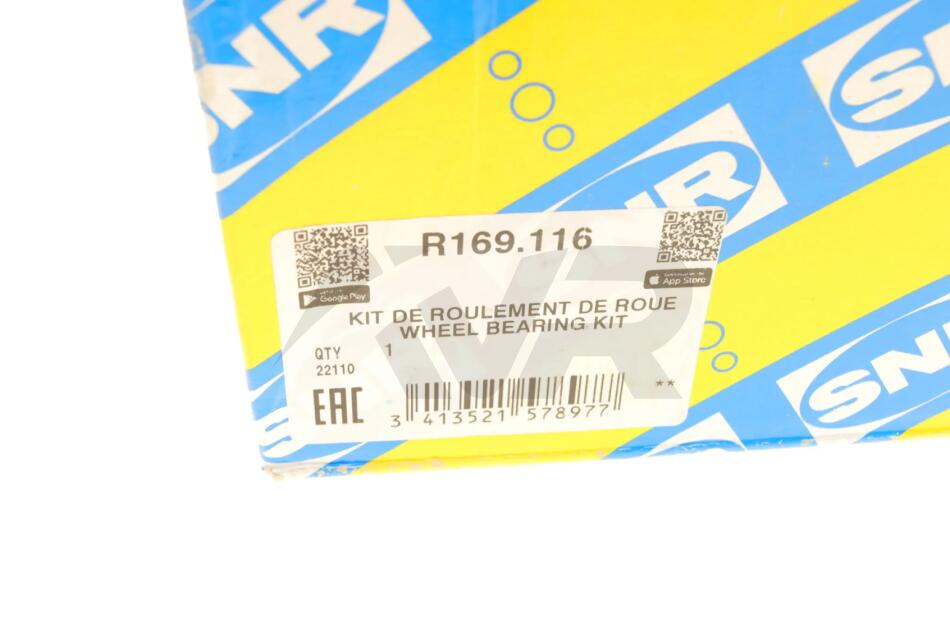 SNR
SNR
SNR
R169.116
Google Play
App Store
KIT DE ROULEMENT DE ROUE
WHEEL BEARING KIT
QTY 1
22110
**
EAC
3 413521 578977
SNR